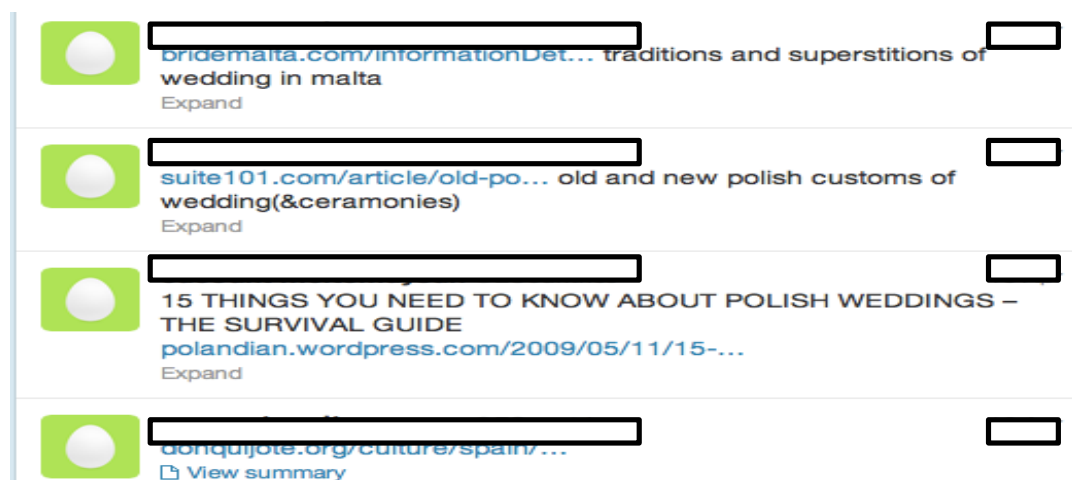 bridemalta.com/InformationDet... traditions and superstitions of
wedding in malta
Expand
suite101.com/article/old-po... old and new polish customs of
wedding(&ceramonies)
Expand
15 THINGS YOU NEED TO KNOW ABOUT POLISH WEDDINGS –
THE SURVIVAL GUIDE
polandian.wordpress.com/2009/05/11/15-...
Expand
donquijote.org/culture/spain/...
View summary